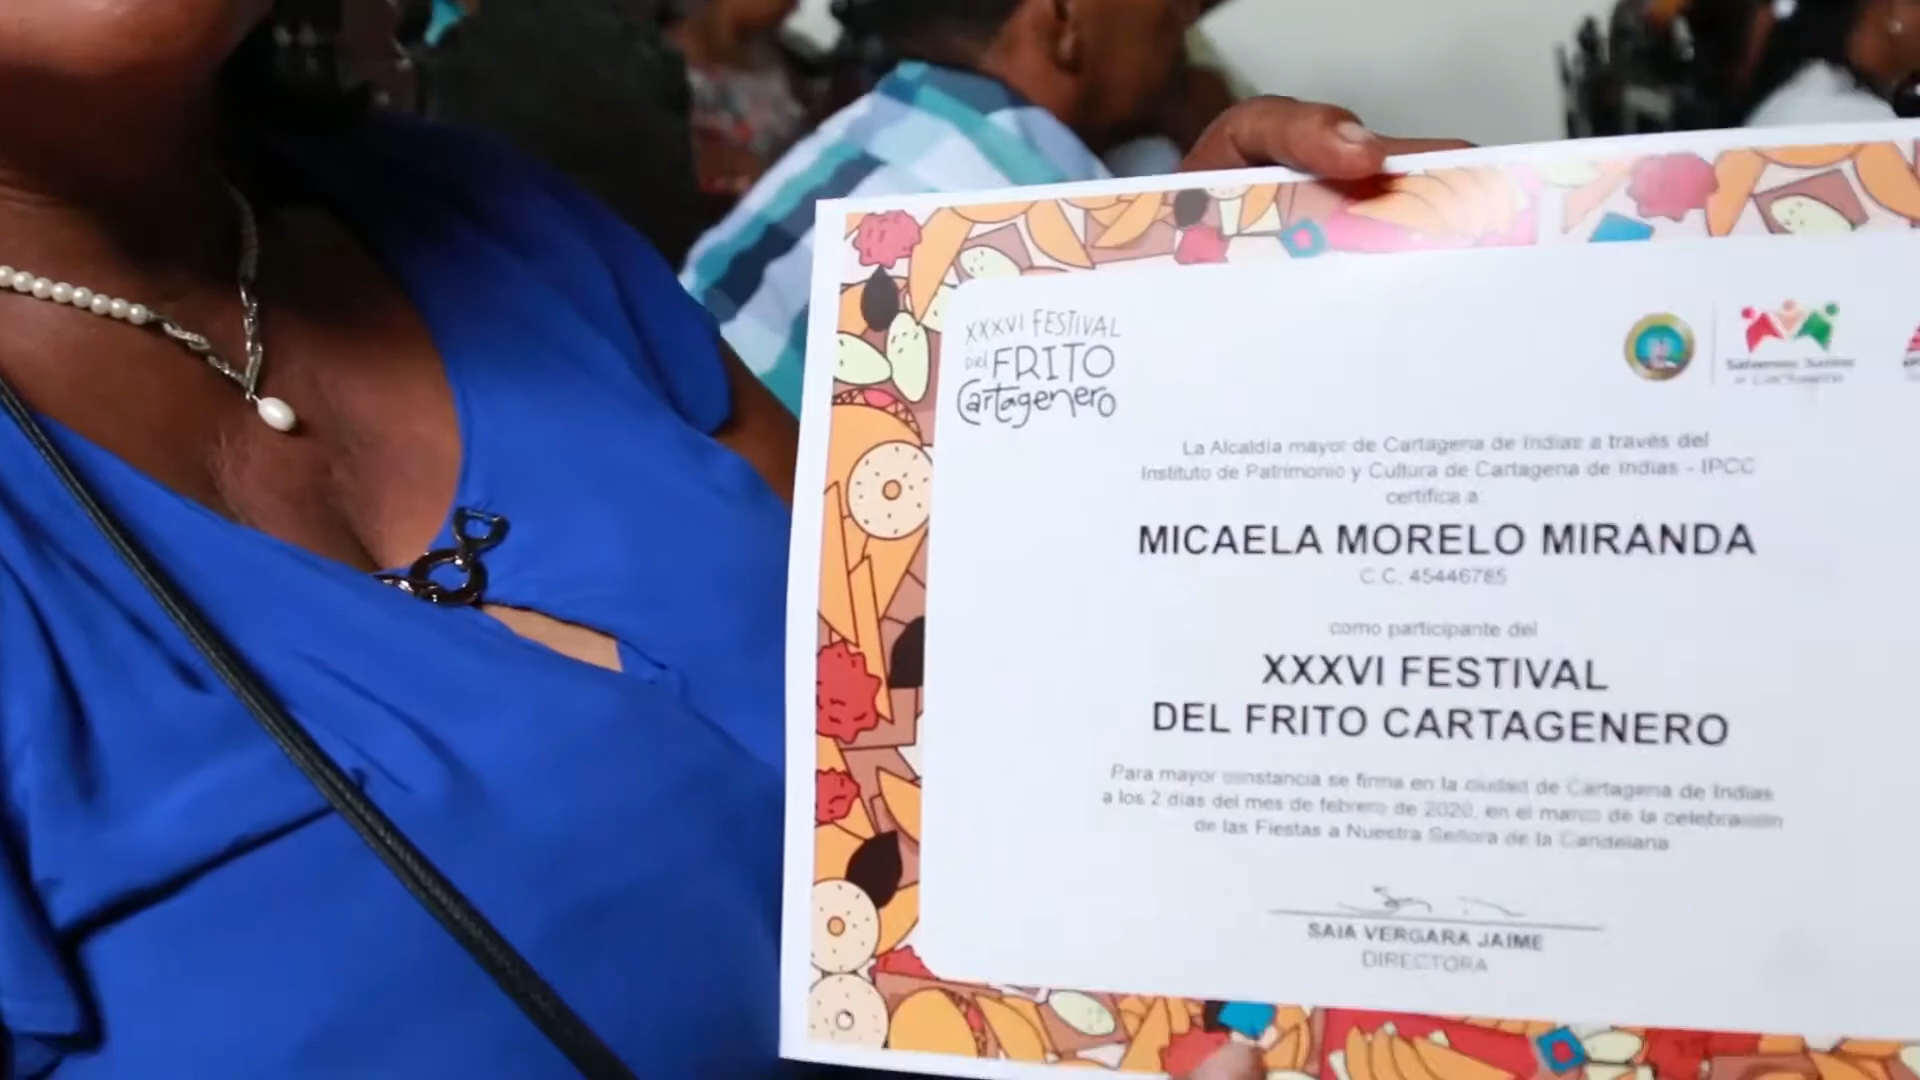 XXXVI FESTIVAL
del FRITO
Cartagenero
La Alcaldía mayor de Cartagena de Indias a través del
Instituto de Patrimonio y Cultura de Cartagena de Indias - IPCC
certifica a:
MICAELA MORELO MIRANDA
C.C. 45446785
como participante del
XXXVI FESTIVAL
DEL FRITO CARTAGENERO
Para mayor constancia se firma en la ciudad de Cartagena de Indias
a los 2 días del mes de febrero de 2020, en el marco de la celebración
de las Fiestas a Nuestra Señora de la Candelaria
SAIA VERGARA JAIME
DIRECTORA